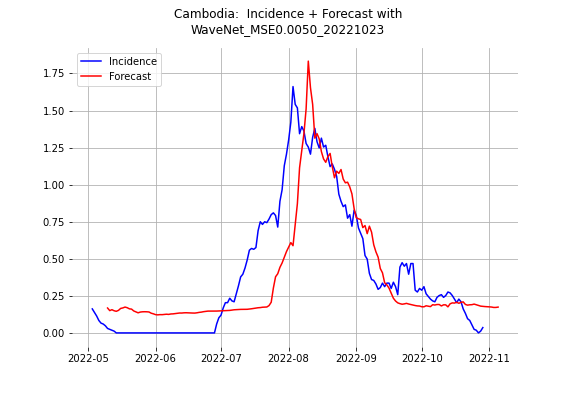 Cambodia:  Incidence + Forecast with
WaveNet_MSE0.0050_20221023
Incidence
Forecast
1.75
1.50
1.25
1.00
0.75
0.50
0.25
0.00
2022-05 2022-06 2022-07 2022-08 2022-09 2022-10 2022-11